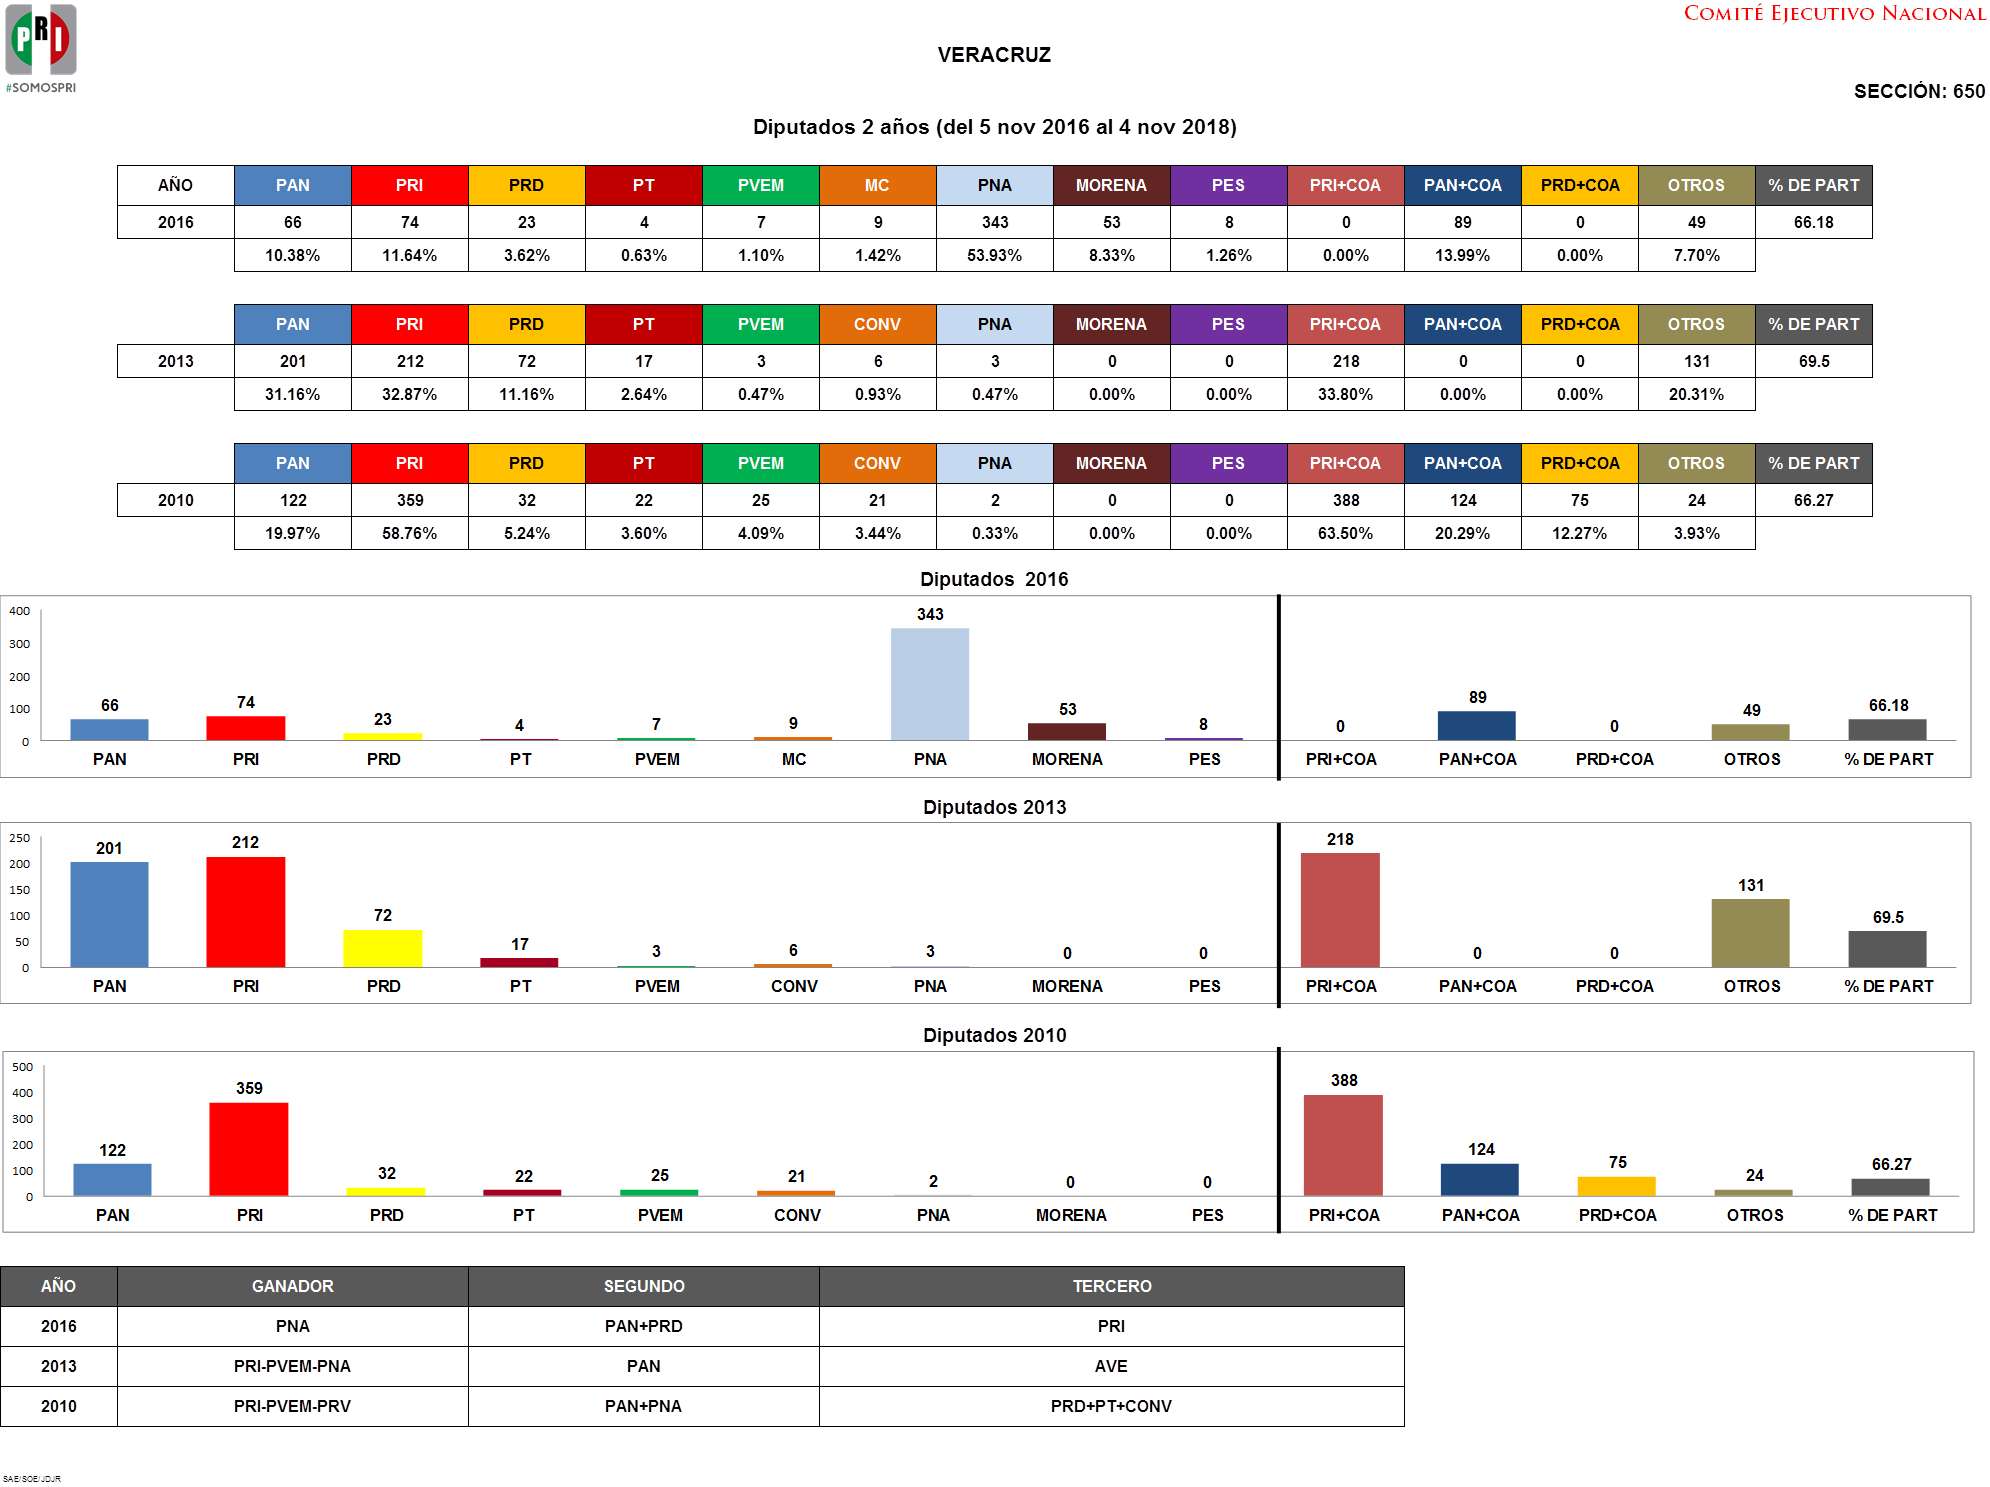 PRI
#SOMOSPRI
COMITÉ EJECUTIVO NACIONAL
VERACRUZ
SECCIÓN: 650
Diputados 2 años (del 5 nov 2016 al 4 nov 2018)
AÑO PAN PRI PRD PT PVEM MC PNA MORENA PES PRI+COA PAN+COA PRD+COA OTROS % DE PART
2016 66 74 23 4 7 9 343 53 8 0 89 0 49 66.18
10.38% 11.64% 3.62% 0.63% 1.10% 1.42% 53.93% 8.33% 1.26% 0.00% 13.99% 0.00% 7.70%
PAN PRI PRD PT PVEM CONV PNA MORENA PES PRI+COA PAN+COA PRD+COA OTROS % DE PART
2013 201 212 72 17 3 6 3 0 0 218 0 0 131 69.5
31.16% 32.87% 11.16% 2.64% 0.47% 0.93% 0.47% 0.00% 0.00% 33.80% 0.00% 0.00% 20.31%
PAN PRI PRD PT PVEM CONV PNA MORENA PES PRI+COA PAN+COA PRD+COA OTROS % DE PART
2010 122 359 32 22 25 21 2 0 0 388 124 75 24 66.27
19.97% 58.76% 5.24% 3.60% 4.09% 3.44% 0.33% 0.00% 0.00% 63.50% 20.29% 12.27% 3.93%
Diputados 2016
400
300
200
100
0
66 74 23 4 7 9 343 53 8 0 89 0 49 66.18
PAN PRI PRD PT PVEM MC PNA MORENA PES PRI+COA PAN+COA PRD+COA OTROS % DE PART
Diputados 2013
250
200
150
100
50
0
201 212 72 17 3 6 3 0 0 218 0 0 131 69.5
PAN PRI PRD PT PVEM CONV PNA MORENA PES PRI+COA PAN+COA PRD+COA OTROS % DE PART
Diputados 2010
500
400
300
200
100
0
122 359 32 22 25 21 2 0 0 388 124 75 24 66.27
PAN PRI PRD PT PVEM CONV PNA MORENA PES PRI+COA PAN+COA PRD+COA OTROS % DE PART
AÑO GANADOR SEGUNDO TERCERO
2016 PNA PAN+PRD PRI
2013 PRI-PVEM-PNA PAN AVE
2010 PRI-PVEM-PRV PAN+PNA PRD+PT+CONV
SAE/SOE/JDJR